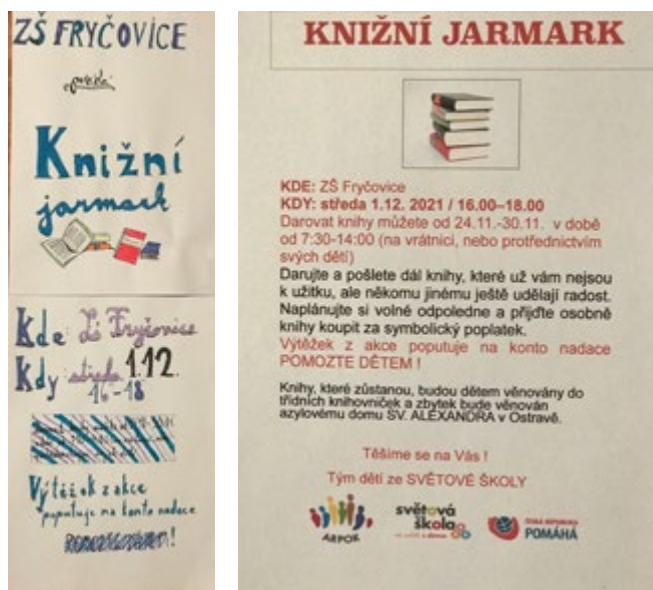 ZŠ FRYČOVICE
Knižní
jarmark
Kde ZŠ Fryčovice
Kdy středa 1.12.
16-18
Výtěžek z akce
poputuje na konto nadace
KNIŽNÍ JARMARK
KDE: ZŠ Fryčovice
KDY: středa 1.12. 2021 / 16.00–18.00
Darovat knihy můžete od 24.11.-30.11. v době
od 7:30-14:00 (na vrátnici, nebo protřednictvím
svých dětí)
Darujte a pošlete dál knihy, které už vám nejsou
k užitku, ale někomu jinému ještě udělají radost.
Naplánujte si volné odpoledne a přijďte osobně
knihy koupit za symbolický poplatek.
Výtěžek z akce poputuje na konto nadace
POMOZTE DĚTEM !
Knihy, které zůstanou, budou dětem věnovány do
třídních knihovniček a zbytek bude věnován
azylovému domu SV. ALEXANDRA v Ostravě.
Těšíme se na Vás !
Tým dětí ze SVĚTOVÉ ŠKOLY
ARPOK
světová
škola
ČESKÁ REPUBLIKA
POMÁHÁ